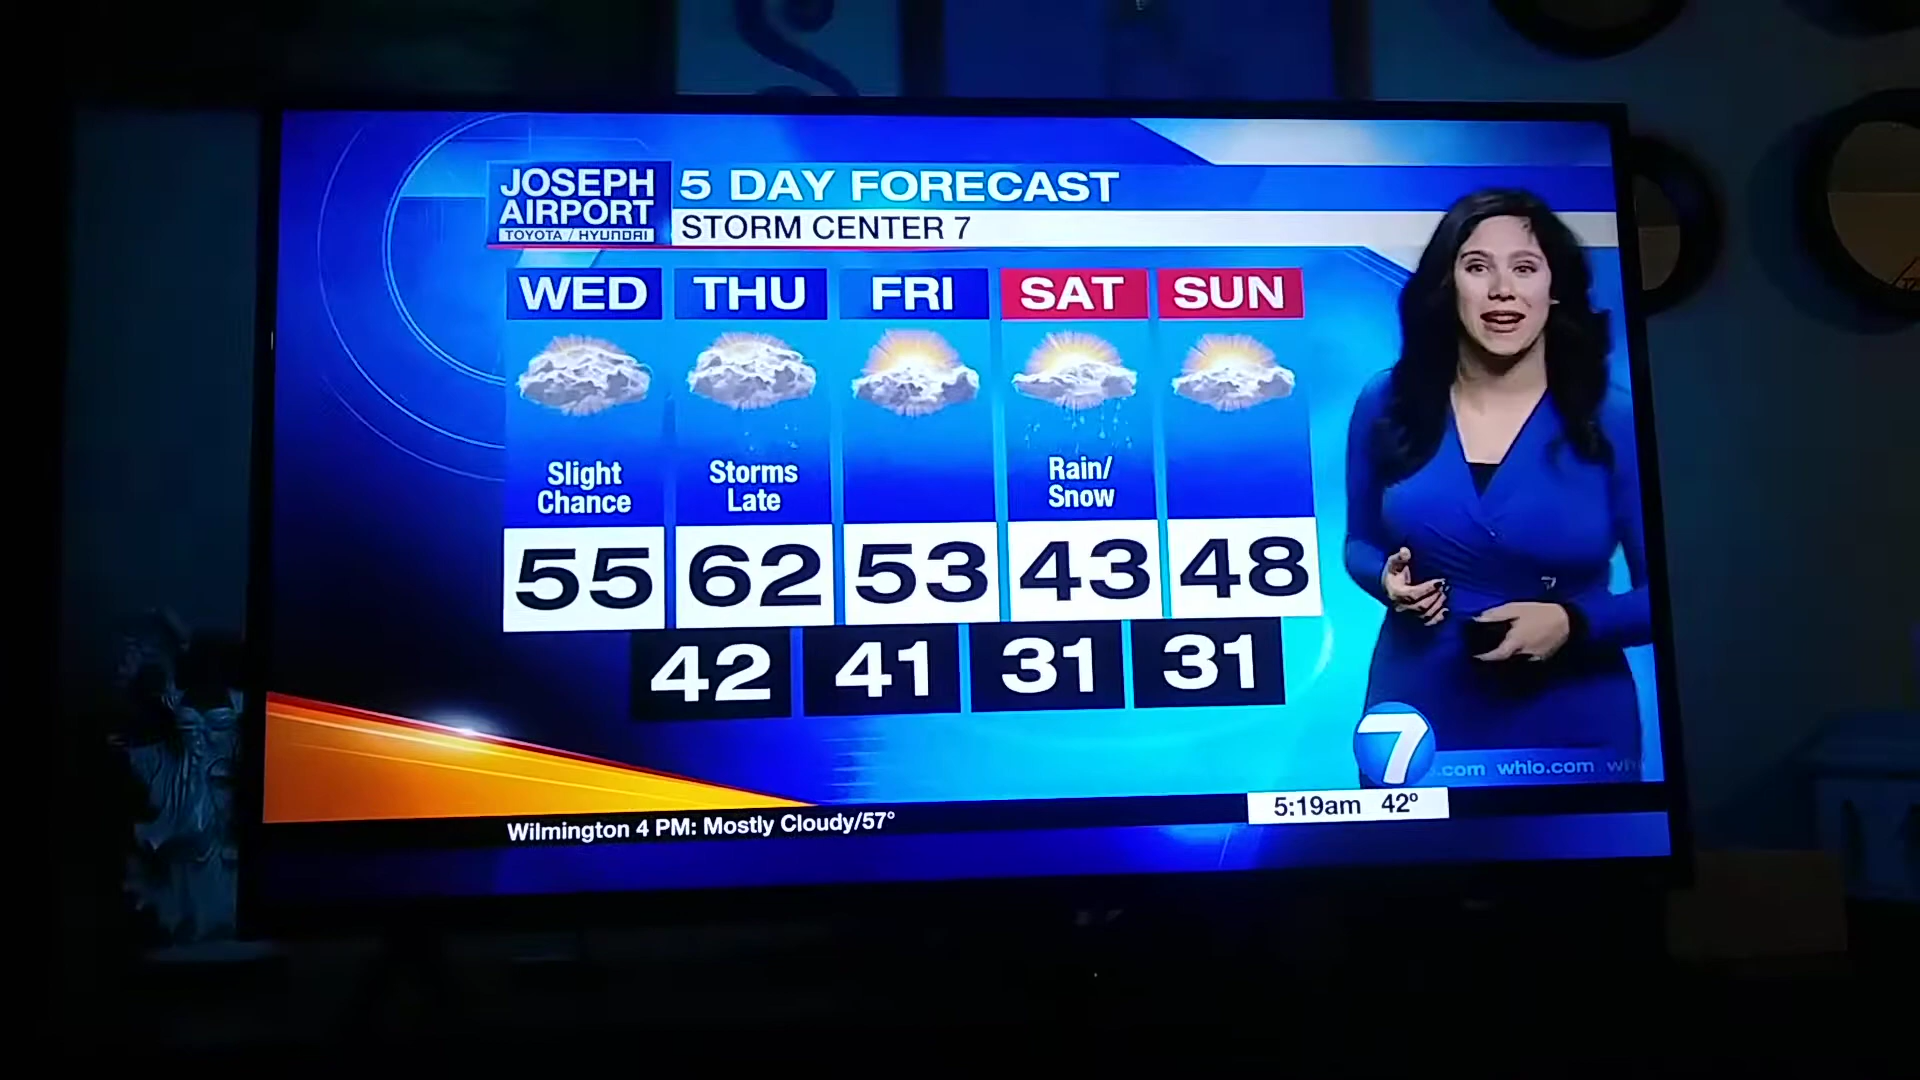 JOSEPH
AIRPORT
TOYOTA / HYUNDAI
5 DAY FORECAST
STORM CENTER 7
WED THU FRI SAT SUN
Slight
Chance
Storms
Late
Rain/
Snow
55 62 53 43 48
42 41 31 31
7
.com whio.com wh
5:19am 42°
Wilmington 4 PM: Mostly Cloudy/57°